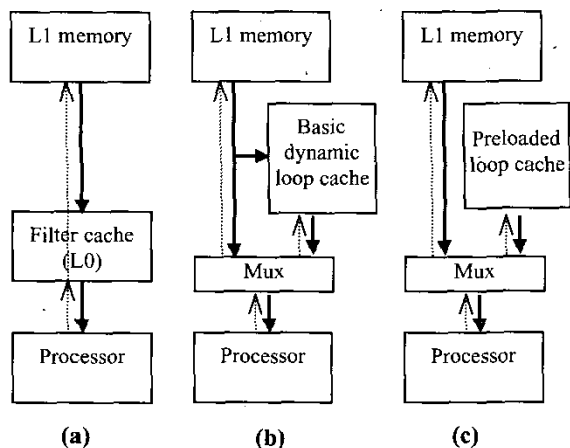 L1 memory
Filter cache
(L0)
Processor
(a)
L1 memory
Basic
dynamic
loop cache
Mux
Processor
(b)
L1 memory
Preloaded
loop cache
Mux
Processor
(c)